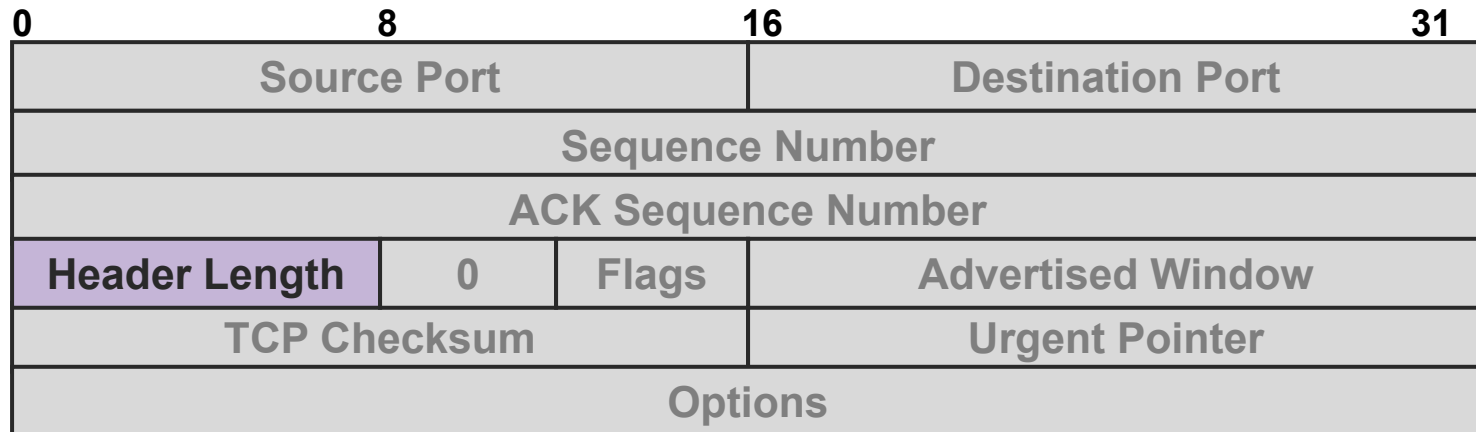 0 8 16 31
Source Port Destination Port
Sequence Number
ACK Sequence Number
Header Length 0 Flags Advertised Window
TCP Checksum Urgent Pointer
Options